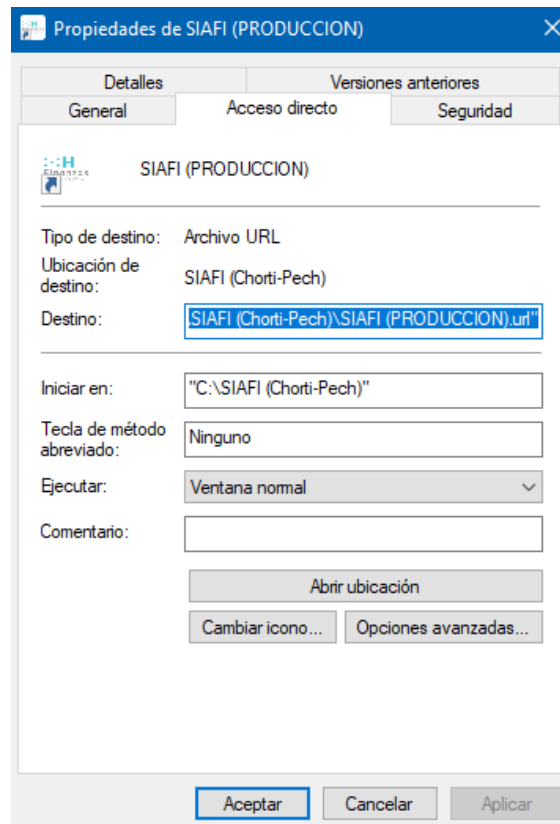 Propiedades de SIAFI (PRODUCCION)
Detalles
Versiones anteriores
General
Acceso directo
Seguridad
H
Finanzas
SIAFI (PRODUCCION)
Tipo de destino: Archivo URL
Ubicación de
destino: SIAFI (Chorti-Pech)
Destino: SIAFI (Chorti-Pech)\SIAFI (PRODUCCION).url"
Iniciar en: "C:\SIAFI (Chorti-Pech)"
Tecla de método
abreviado: Ninguno
Ejecutar: Ventana normal
Comentario:
Abrir ubicación
Cambiar icono...
Opciones avanzadas...
Aceptar
Cancelar
Aplicar